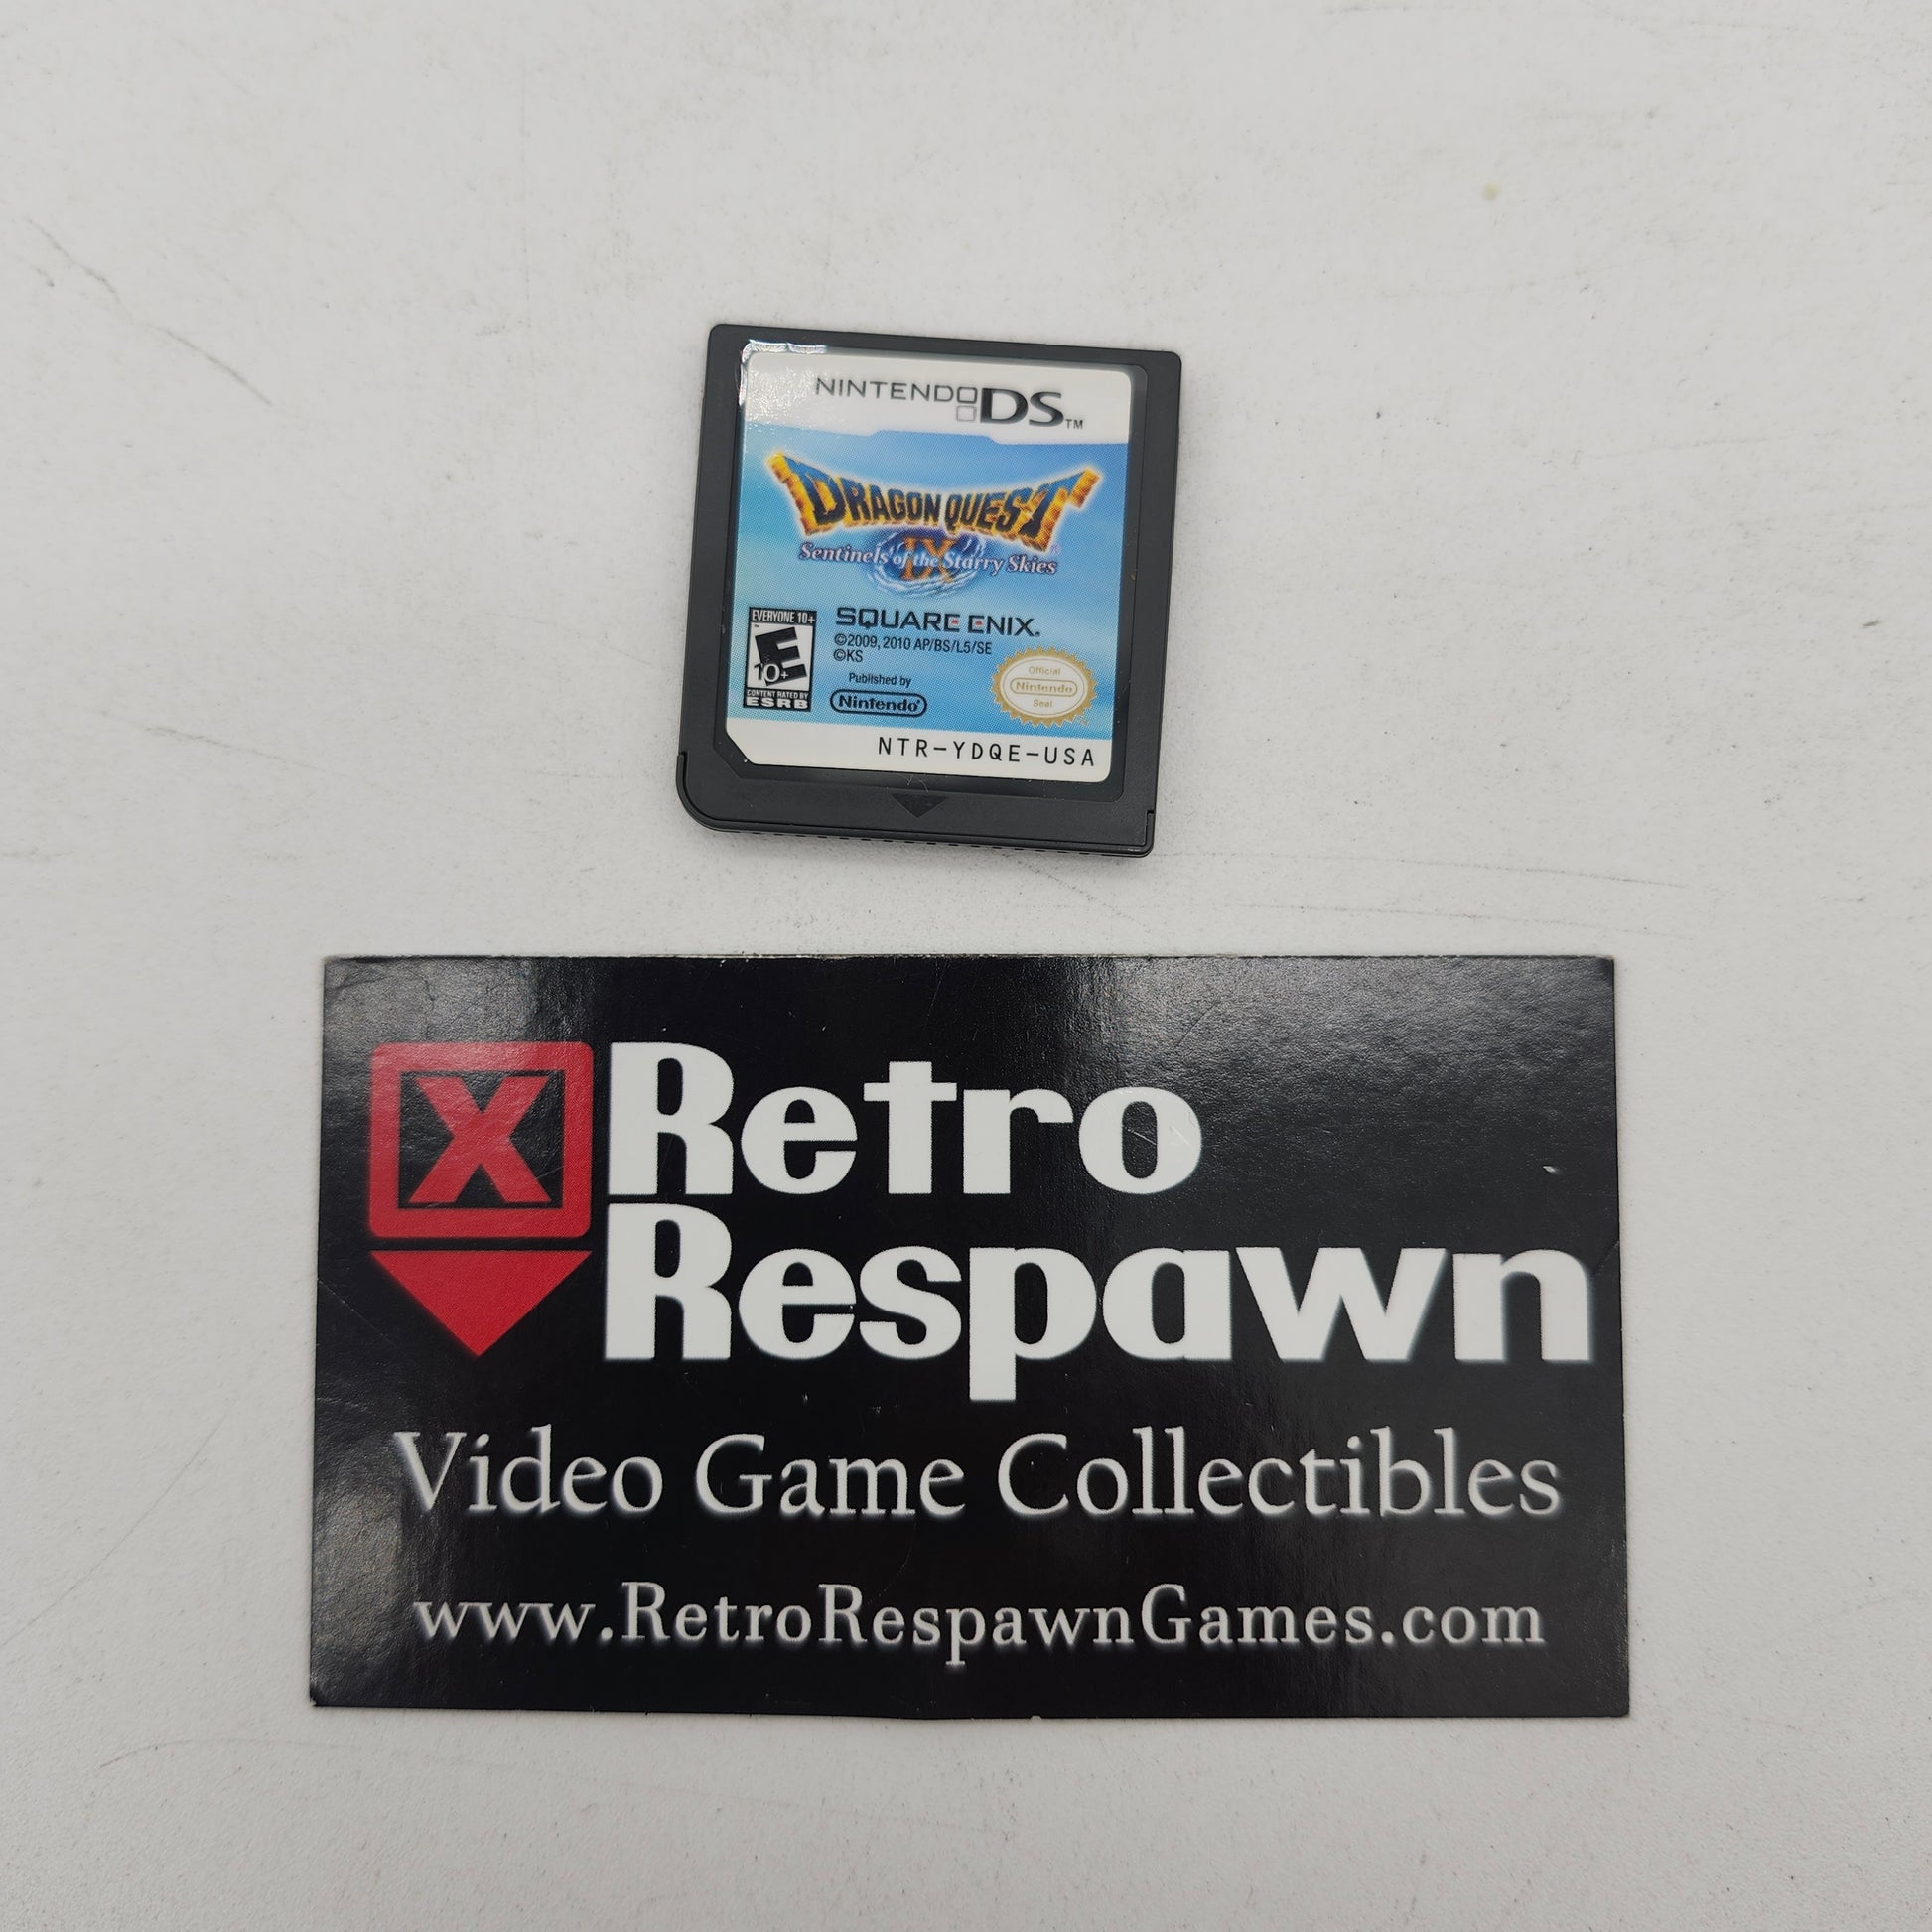 NINTENDO DS™
DRAGON QUEST®
IX
Sentinels of the Starry Skies
EVERYONE 10+
E
10+
CONTENT RATED BY
ESRB
SQUARE ENIX®
©2009, 2010 AP/BS/L5/SE
©KS
Published by
Nintendo®
Official
Nintendo
Seal
NTR-YDQE-USA
X
Retro
Respawn
Video Game Collectibles
www.RetroRespawnGames.com